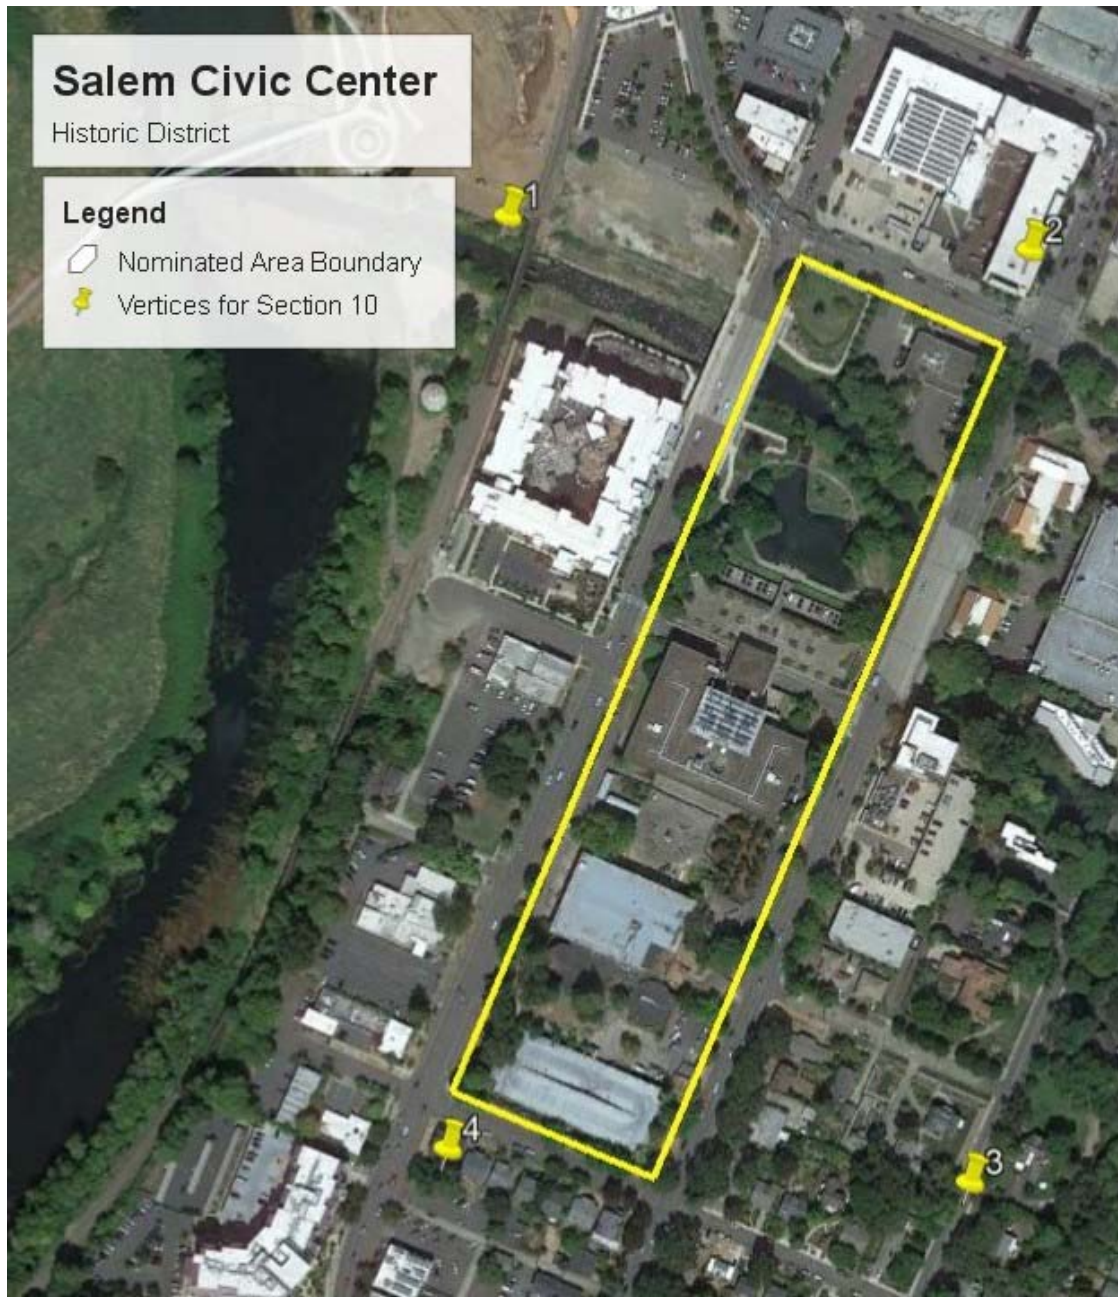 Salem Civic Center
Historic District
Legend
Nominated Area Boundary
Vertices for Section 10
1
2
3
4